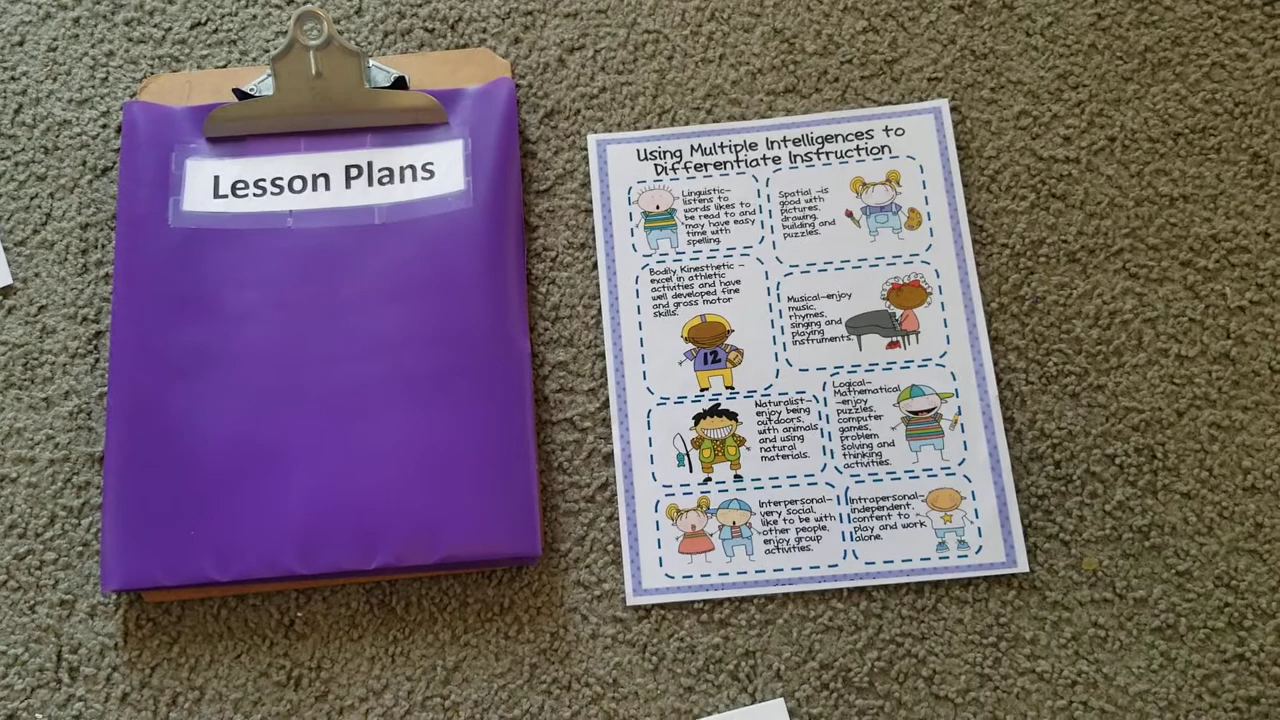 Lesson Plans
Using Multiple Intelligences to
Differentiate Instruction
Linguistic-
listens to
words likes to
be read to and
may have easy
time with
spelling.
Spatial -is
good with
pictures,
drawing,
building and
puzzles.
Bodily Kinesthetic -
excel in athletic
activities and have
well developed fine
and gross motor
skills.
12
Musical-enjoy
music,
rhymes,
singing and
playing
instruments.
Naturalist-
enjoy being
outdoors,
with animals
and using
natural
materials.
Logical-
Mathematical
-enjoy
puzzles,
computer
games,
problem
solving and
thinking
activities.
Interpersonal-
very social,
like to be with
other people,
enjoy group
activities.
Intrapersonal-
independent,
content to
play and work
alone.